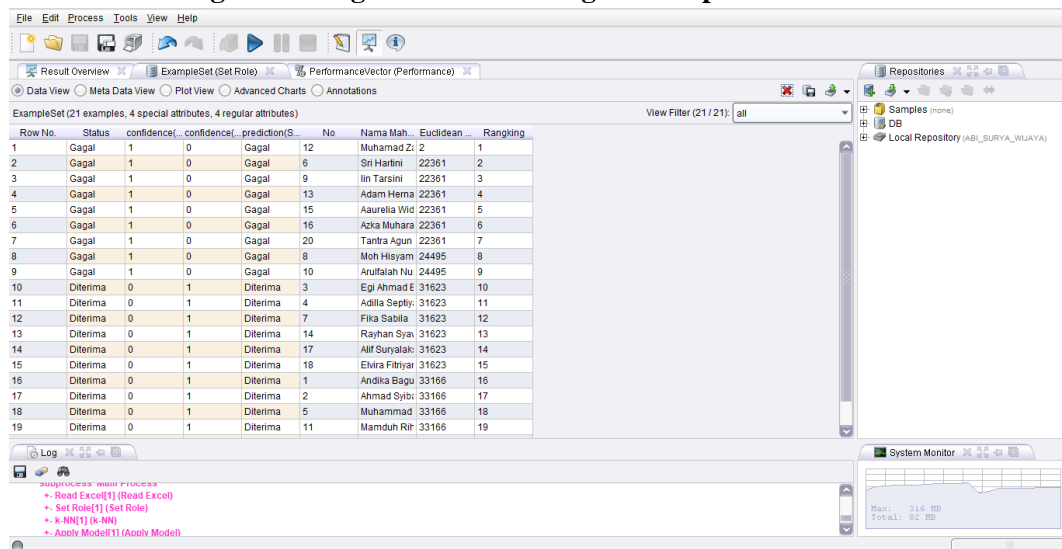 File Edit Process Tools View Help
Result Overview ExampleSet (Set Role) PerformanceVector (Performance) Repositories
Data View Meta Data View Plot View Advanced Charts Annotations
ExampleSet (21 examples, 4 special attributes, 4 regular attributes) View Filter (21 / 21): all
Samples (none)
DB
Local Repository (ABI_SURYA_WIJAYA)
Row No. Status confidence(... confidence(... prediction(S... No Nama Mah... Euclidean ... Rangking
1 Gagal 1 0 Gagal 12 Muhamad Za 2 1
2 Gagal 1 0 Gagal 6 Sri Hartini 22361 2
3 Gagal 1 0 Gagal 9 Iin Tarsini 22361 3
4 Gagal 1 0 Gagal 13 Adam Herna 22361 4
5 Gagal 1 0 Gagal 15 Aaurelia Wid 22361 5
6 Gagal 1 0 Gagal 16 Azka Muhara 22361 6
7 Gagal 1 0 Gagal 20 Tantra Agun 22361 7
8 Gagal 1 0 Gagal 8 Moh Hisyam 24495 8
9 Gagal 1 0 Gagal 10 Arulfalah Nu 24495 9
10 Diterima 0 1 Diterima 3 Egi Ahmad 31623 10
11 Diterima 0 1 Diterima 4 Adilla Septiy 31623 11
12 Diterima 0 1 Diterima 7 Fika Sabila 31623 12
13 Diterima 0 1 Diterima 14 Rayhan Syav 31623 13
14 Diterima 0 1 Diterima 17 Alif Suryalak 31623 14
15 Diterima 0 1 Diterima 18 Elvira Fitriyar 31623 15
16 Diterima 0 1 Diterima 1 Andika Bagu 33166 16
17 Diterima 0 1 Diterima 2 Ahmad Syiba 33166 17
18 Diterima 0 1 Diterima 5 Muhammad 33166 18
19 Diterima 0 1 Diterima 11 Mamduh Rih 33166 19
Log System Monitor
subprocess 'Main Process'
+- Read Excel[1] (Read Excel)
+- Set Role[1] (Set Role)
+- k-NN[1] (k-NN)
+- Apply Model[1] (Apply Model)
Max: 316 MB
Total: 82 MB